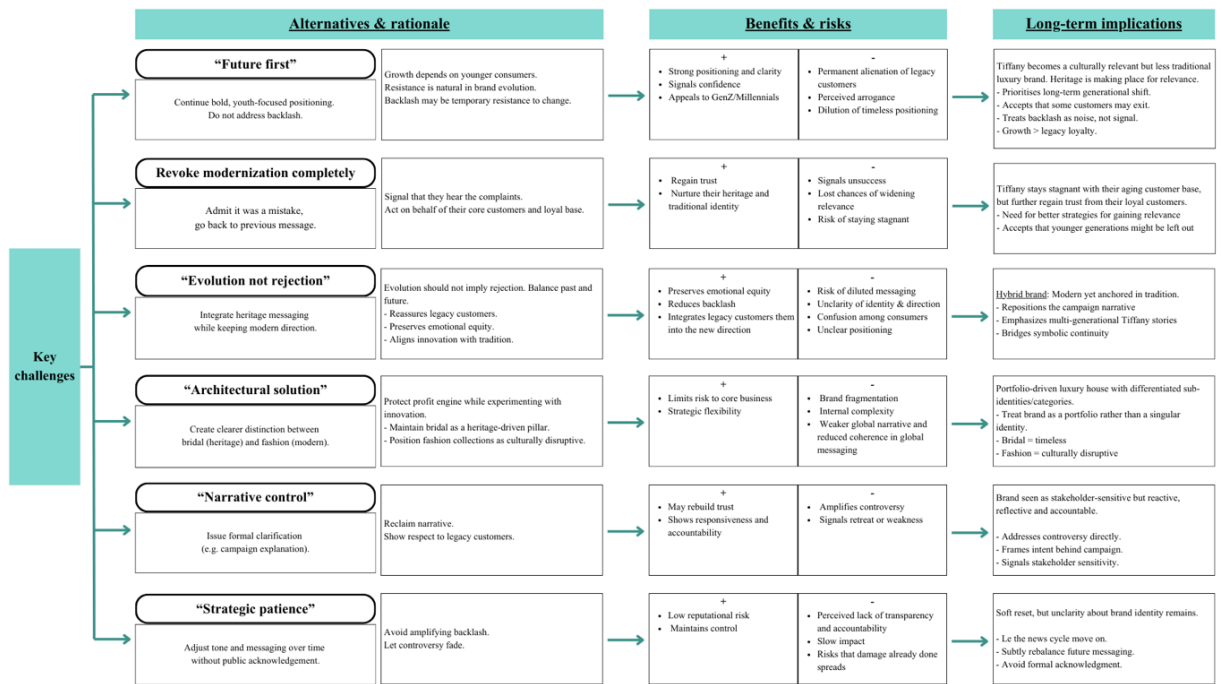 Alternatives & rationale
Benefits & risks
Long-term implications
Key
challenges
“Future first”
Continue bold, youth-focused positioning.
Do not address backlash.
Growth depends on younger consumers.
Resistance is natural in brand evolution.
Backlash may be temporary resistance to change.
+
• Strong positioning and clarity
• Signals confidence
• Appeals to GenZ/Millennials
-
• Permanent alienation of legacy
customers
• Perceived arrogance
• Dilution of timeless positioning
Tiffany becomes a culturally relevant but less traditional
luxury brand. Heritage is making place for relevance.
- Prioritises long-term generational shift.
- Accepts that some customers may exit.
- Treats backlash as noise, not signal.
- Growth > legacy loyalty.
Revoke modernization completely
Admit it was a mistake,
go back to previous message.
Signal that they hear the complaints.
Act on behalf of their core customers and loyal base.
+
• Regain trust
• Nurture their heritage and
traditional identity
-
• Signals unsuccess
• Lost chances of widening
relevance
• Risk of staying stagnant
Tiffany stays stagnant with their aging customer base,
but further regain trust from their loyal customers.
- Need for better strategies for gaining relevance
- Accepts that younger generations might be left out
“Evolution not rejection”
Integrate heritage messaging
while keeping modern direction.
Evolution should not imply rejection. Balance past and
future.
- Reassures legacy customers.
- Preserves emotional equity.
- Aligns innovation with tradition.
+
• Preserves emotional equity
• Reduces backlash
• Integrates legacy customers them
into the new direction
-
• Risk of diluted messaging
• Unclarity of identity & direction
• Confusion among consumers
• Unclear positioning
Hybrid brand: Modern yet anchored in tradition.
- Repositions the campaign narrative
- Emphasizes multi-generational Tiffany stories
- Bridges symbolic continuity
“Architectural solution”
Create clearer distinction between
bridal (heritage) and fashion (modern).
Protect profit engine while experimenting with
innovation.
- Maintain bridal as a heritage-driven pillar.
- Position fashion collections as culturally disruptive.
+
• Limits risk to core business
• Strategic flexibility
-
• Brand fragmentation
• Internal complexity
• Weaker global narrative and
reduced coherence in global
messaging
Portfolio-driven luxury house with differentiated sub-
identities/categories.
- Treat brand as a portfolio rather than a singular
identity.
- Bridal = timeless
- Fashion = culturally disruptive
“Narrative control”
Issue formal clarification
(e.g. campaign explanation).
Reclaim narrative.
Show respect to legacy customers.
+
• May rebuild trust
• Shows responsiveness and
accountability
-
• Amplifies controversy
• Signals retreat or weakness
Brand seen as stakeholder-sensitive but reactive,
reflective and accountable.
- Addresses controversy directly.
- Frames intent behind campaign.
- Signals stakeholder sensitivity.
“Strategic patience”
Adjust tone and messaging over time
without public acknowledgement.
Avoid amplifying backlash.
Let controversy fade.
+
• Low reputational risk
• Maintains control
-
• Perceived lack of transparency
and accountability
• Slow impact
• Risks that damage already done
spreads
Soft reset, but unclarity about brand identity remains.
- Le the news cycle move on.
- Subtly rebalance future messaging.
- Avoid formal acknowledgment.